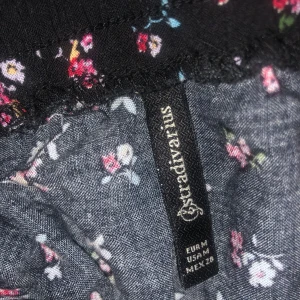 stradivarius
EUR M
USA M
MEX 28